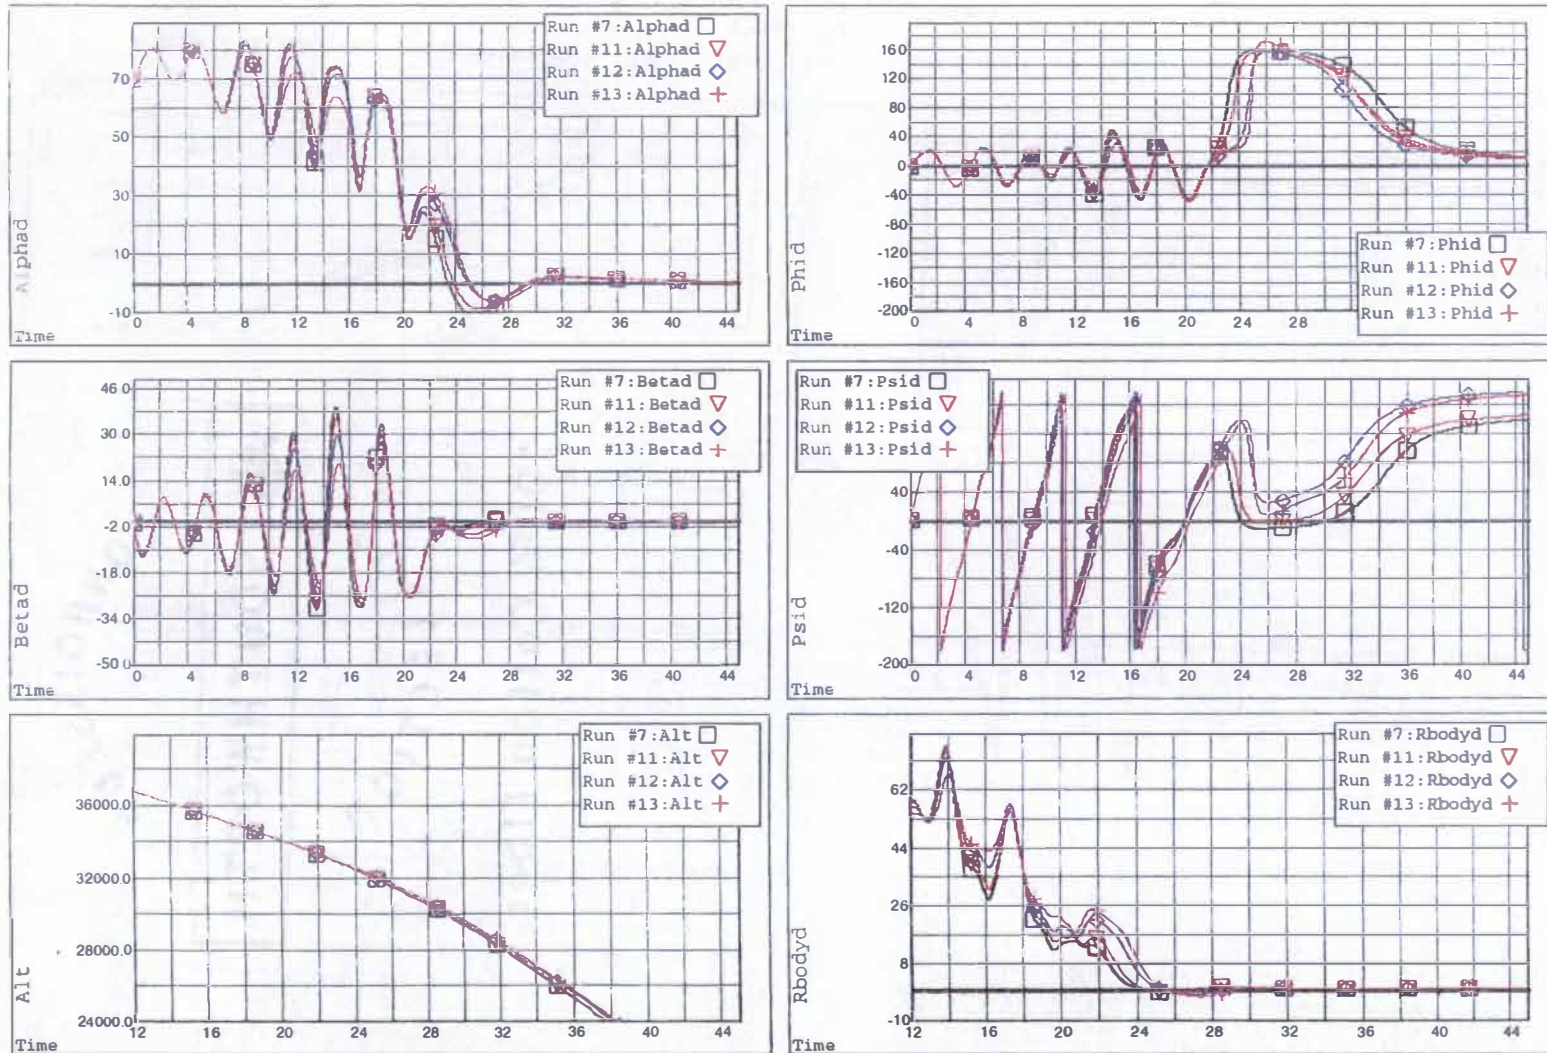 Run #7:Alphad
Run #11:Alphad
Run #12:Alphad
Run #13:Alphad
70
50
30
10
-10
Alphad
0 4 8 12 16 20 24 28 32 36 40 44
Time
Run #7:Phid
Run #11:Phid
Run #12:Phid
Run #13:Phid
160
120
80
40
0
-40
-80
-120
-160
-200
Phid
0 4 8 12 16 20 24 28
Time
Run #7:Betad
Run #11:Betad
Run #12:Betad
Run #13:Betad
46.0
30.0
14.0
-2.0
-18.0
-34.0
-50.0
Betad
0 4 8 12 16 20 24 28 32 36 40 44
Time
Run #7:Psid
Run #11:Psid
Run #12:Psid
Run #13:Psid
40
-40
-120
-200
Psid
0 4 8 12 16 20 24 28 32 36 40 44
Time
Run #7:Alt
Run #11:Alt
Run #12:Alt
Run #13:Alt
36000.0
32000.0
28000.0
24000.0
Alt
12 16 20 24 28 32 36 40 44
Time
Run #7:Rbodyd
Run #11:Rbodyd
Run #12:Rbodyd
Run #13:Rbodyd
62
44
26
8
-10
Rbodyd
12 16 20 24 28 32 36 40 44
Time